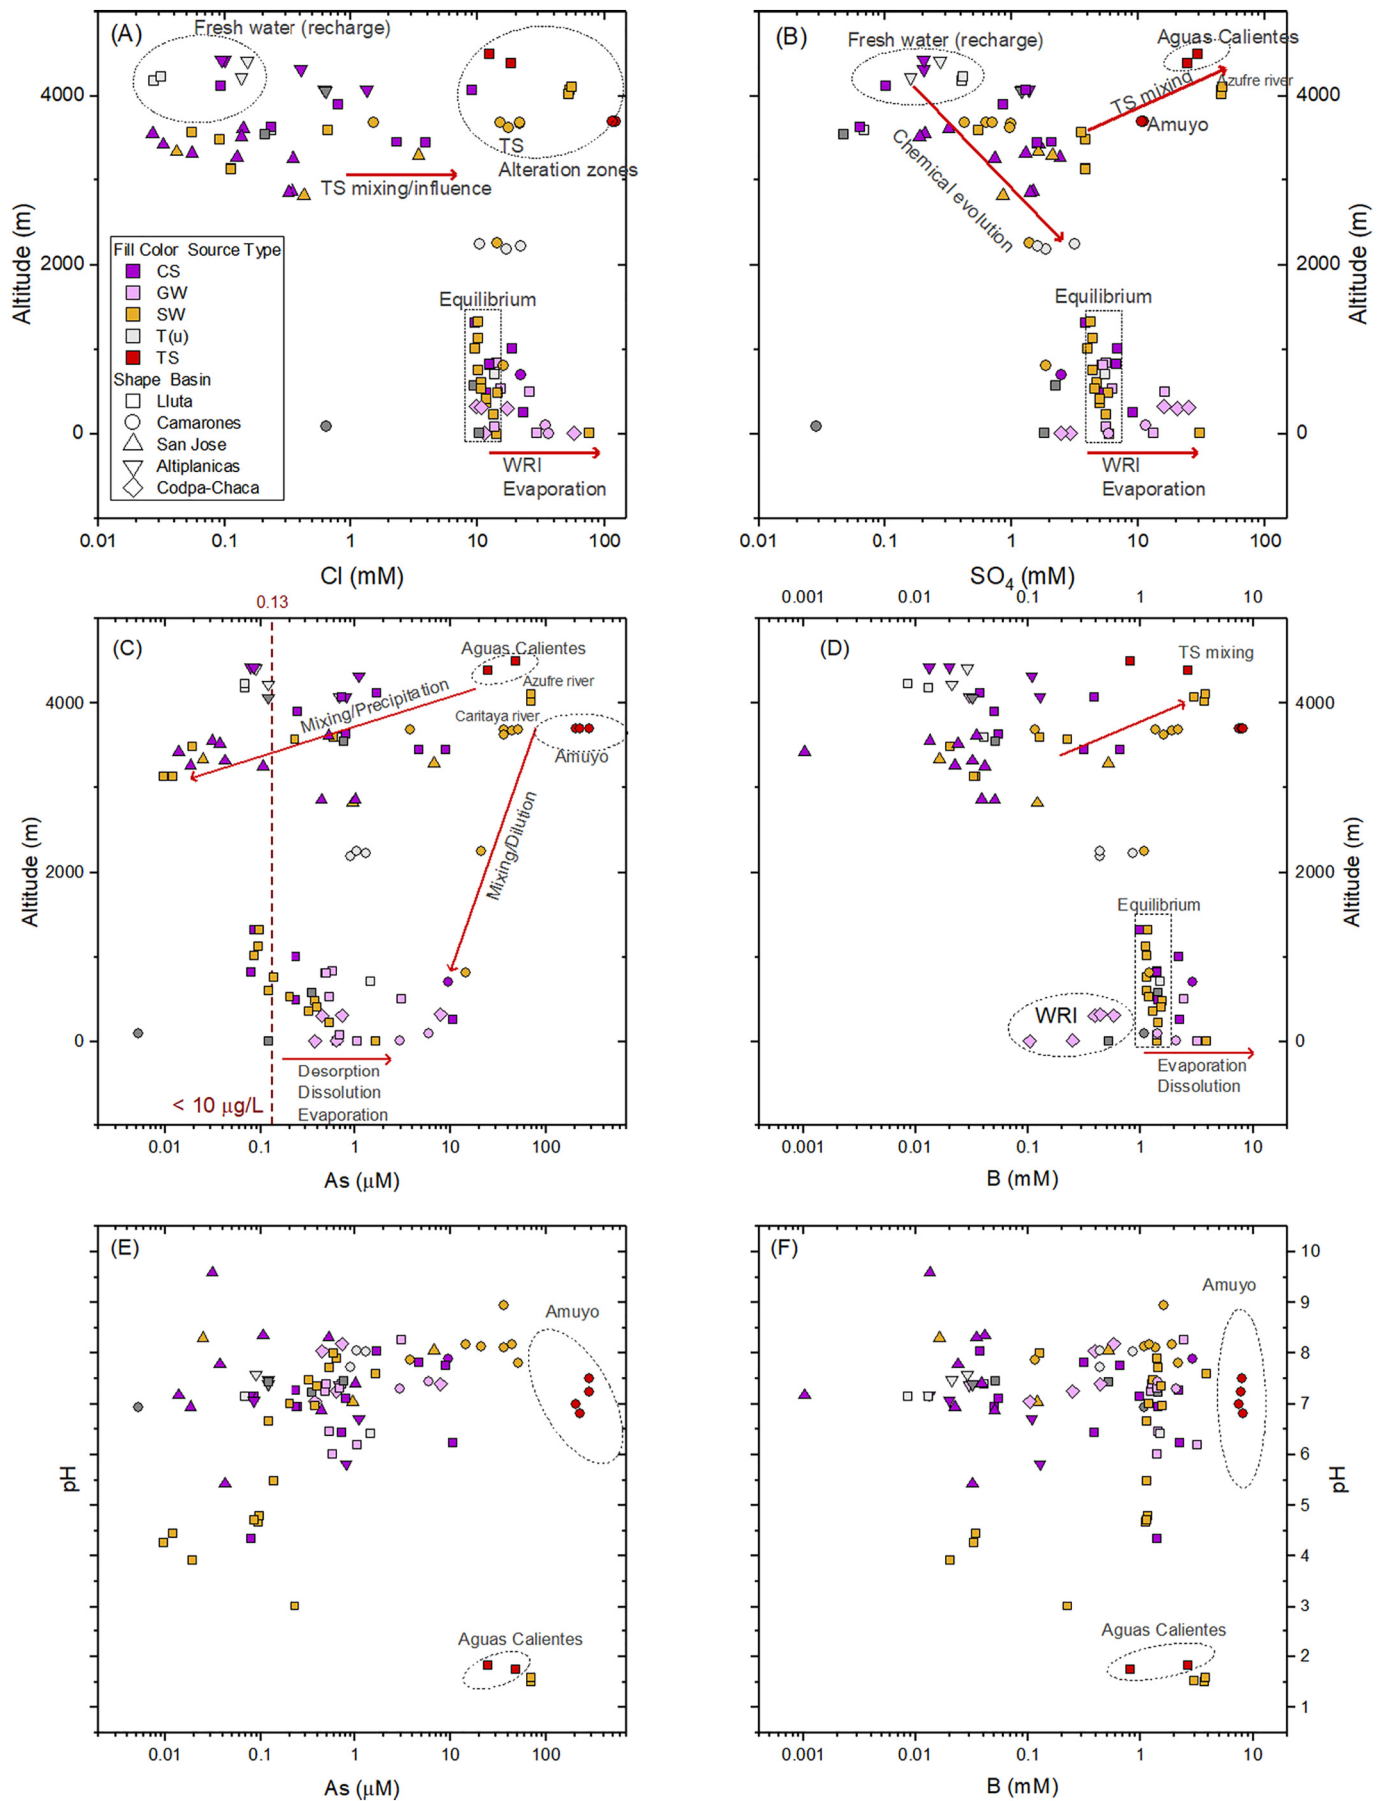 (A)
Fresh water (recharge)
TS
Alteration zones
TS mixing/influence
Fill Color Source Type
CS
GW
SW
T(u)
TS
Shape Basin
Lluta
Camarones
San Jose
Altiplanicas
Codpa-Chaca
Equilibrium
WRI
Evaporation
4000
2000
0
Altitude (m)
0.01 0.1 1 10 100
Cl (mM)
(B)
Fresh water (recharge)
Aguas Calientes
TS mixing
Azufre river
Amuyo
Chemical evolution
Equilibrium
WRI
Evaporation
4000
2000
0
Altitude (m)
0.01 0.1 1 10 100
SO4 (mM)
0.13
(C)
Aguas Calientes
Azufre river
Mixing/Precipitation
Caritaya river
Amuyo
Mixing/Dilution
Desorption
Dissolution
Evaporation
< 10 µg/L
4000
2000
0
Altitude (m)
0.01 0.1 1 10 100
As (µM)
0.001 0.01 0.1 1 10
(D)
TS mixing
Equilibrium
WRI
Evaporation
Dissolution
4000
2000
0
Altitude (m)
0.001 0.01 0.1 1 10
B (mM)
(E)
Amuyo
Aguas Calientes
pH
0.01 0.1 1 10 100
As (µM)
(F)
Amuyo
Aguas Calientes
10
9
8
7
6
5
4
3
2
1
pH
0.001 0.01 0.1 1 10
B (mM)